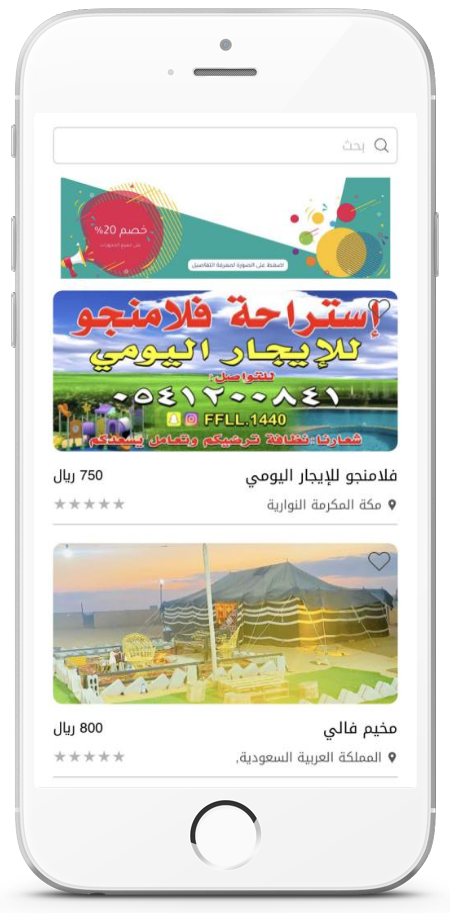 بحث
خصم 20%
على جميع الحجوزات
اضغط على الصورة لمعرفة التفاصيل
إستراحة فلامنجو
للإيجار اليومي
للتواصل:
٠٥٤١٢٠٠٨٤١
FFLL.1440
شعارنا: نظافة ترضيكم وتعامل يسعدكم
فلامنجو للإيجار اليومي
750 ريال
مكة المكرمة النوارية
مخيم فالي
800 ريال
المملكة العربية السعودية,